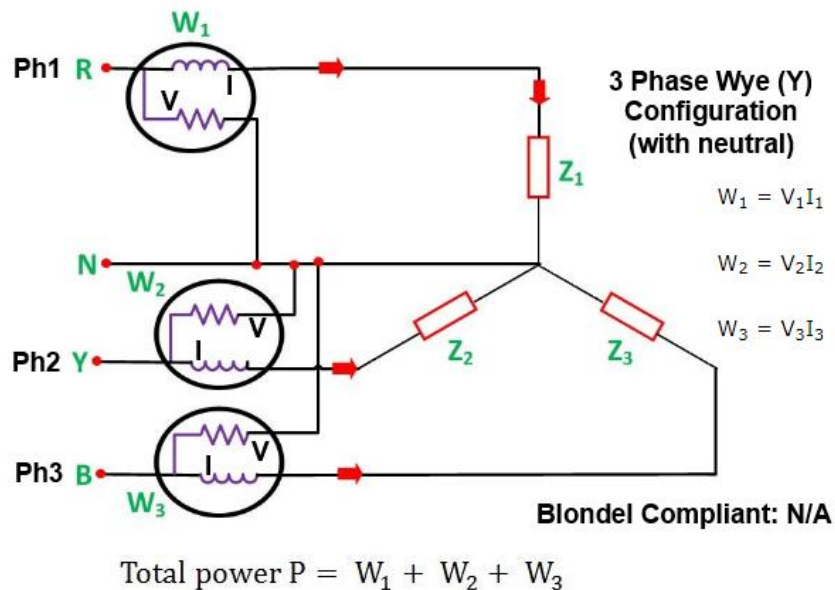 W₁
Ph1 R
I
V
3 Phase Wye (Y)
Configuration
(with neutral)
Z₁
W₁ = V₁I₁
N
W₂
W₂ = V₂I₂
V
I
Ph2 Y
Z₂
Z₃
W₃ = V₃I₃
V
I
Ph3 B
W₃
Blondel Compliant: N/A
Total power P = W₁ + W₂ + W₃